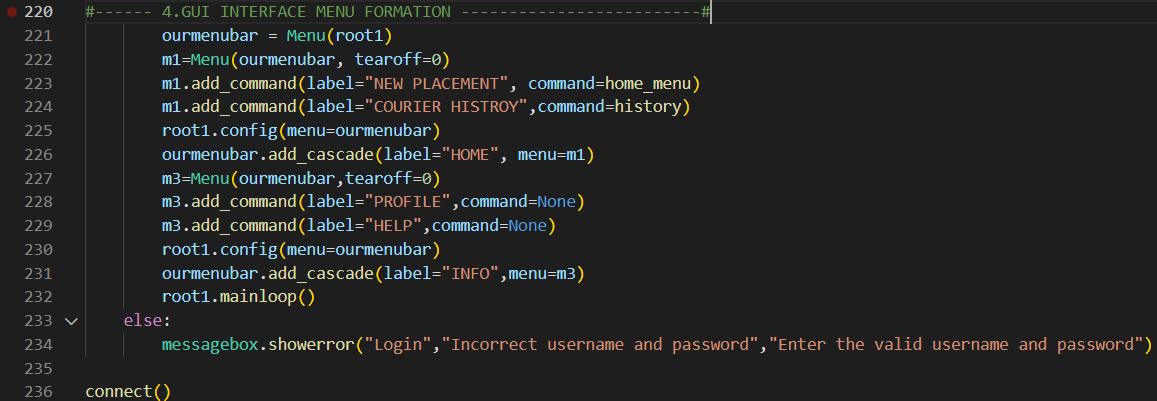 220 #------ 4.GUI INTERFACE MENU FORMATION -------------------------#
221         ourmenubar = Menu(root1)
222         m1=Menu(ourmenubar, tearoff=0)
223         m1.add_command(label="NEW PLACEMENT", command=home_menu)
224         m1.add_command(label="COURIER HISTROY",command=history)
225         root1.config(menu=ourmenubar)
226         ourmenubar.add_cascade(label="HOME", menu=m1)
227         m3=Menu(ourmenubar,tearoff=0)
228         m3.add_command(label="PROFILE",command=None)
229         m3.add_command(label="HELP",command=None)
230         root1.config(menu=ourmenubar)
231         ourmenubar.add_cascade(label="INFO",menu=m3)
232         root1.mainloop()
233     else:
234         messagebox.showerror("Login","Incorrect username and password","Enter the valid username and password")
235
236 connect()